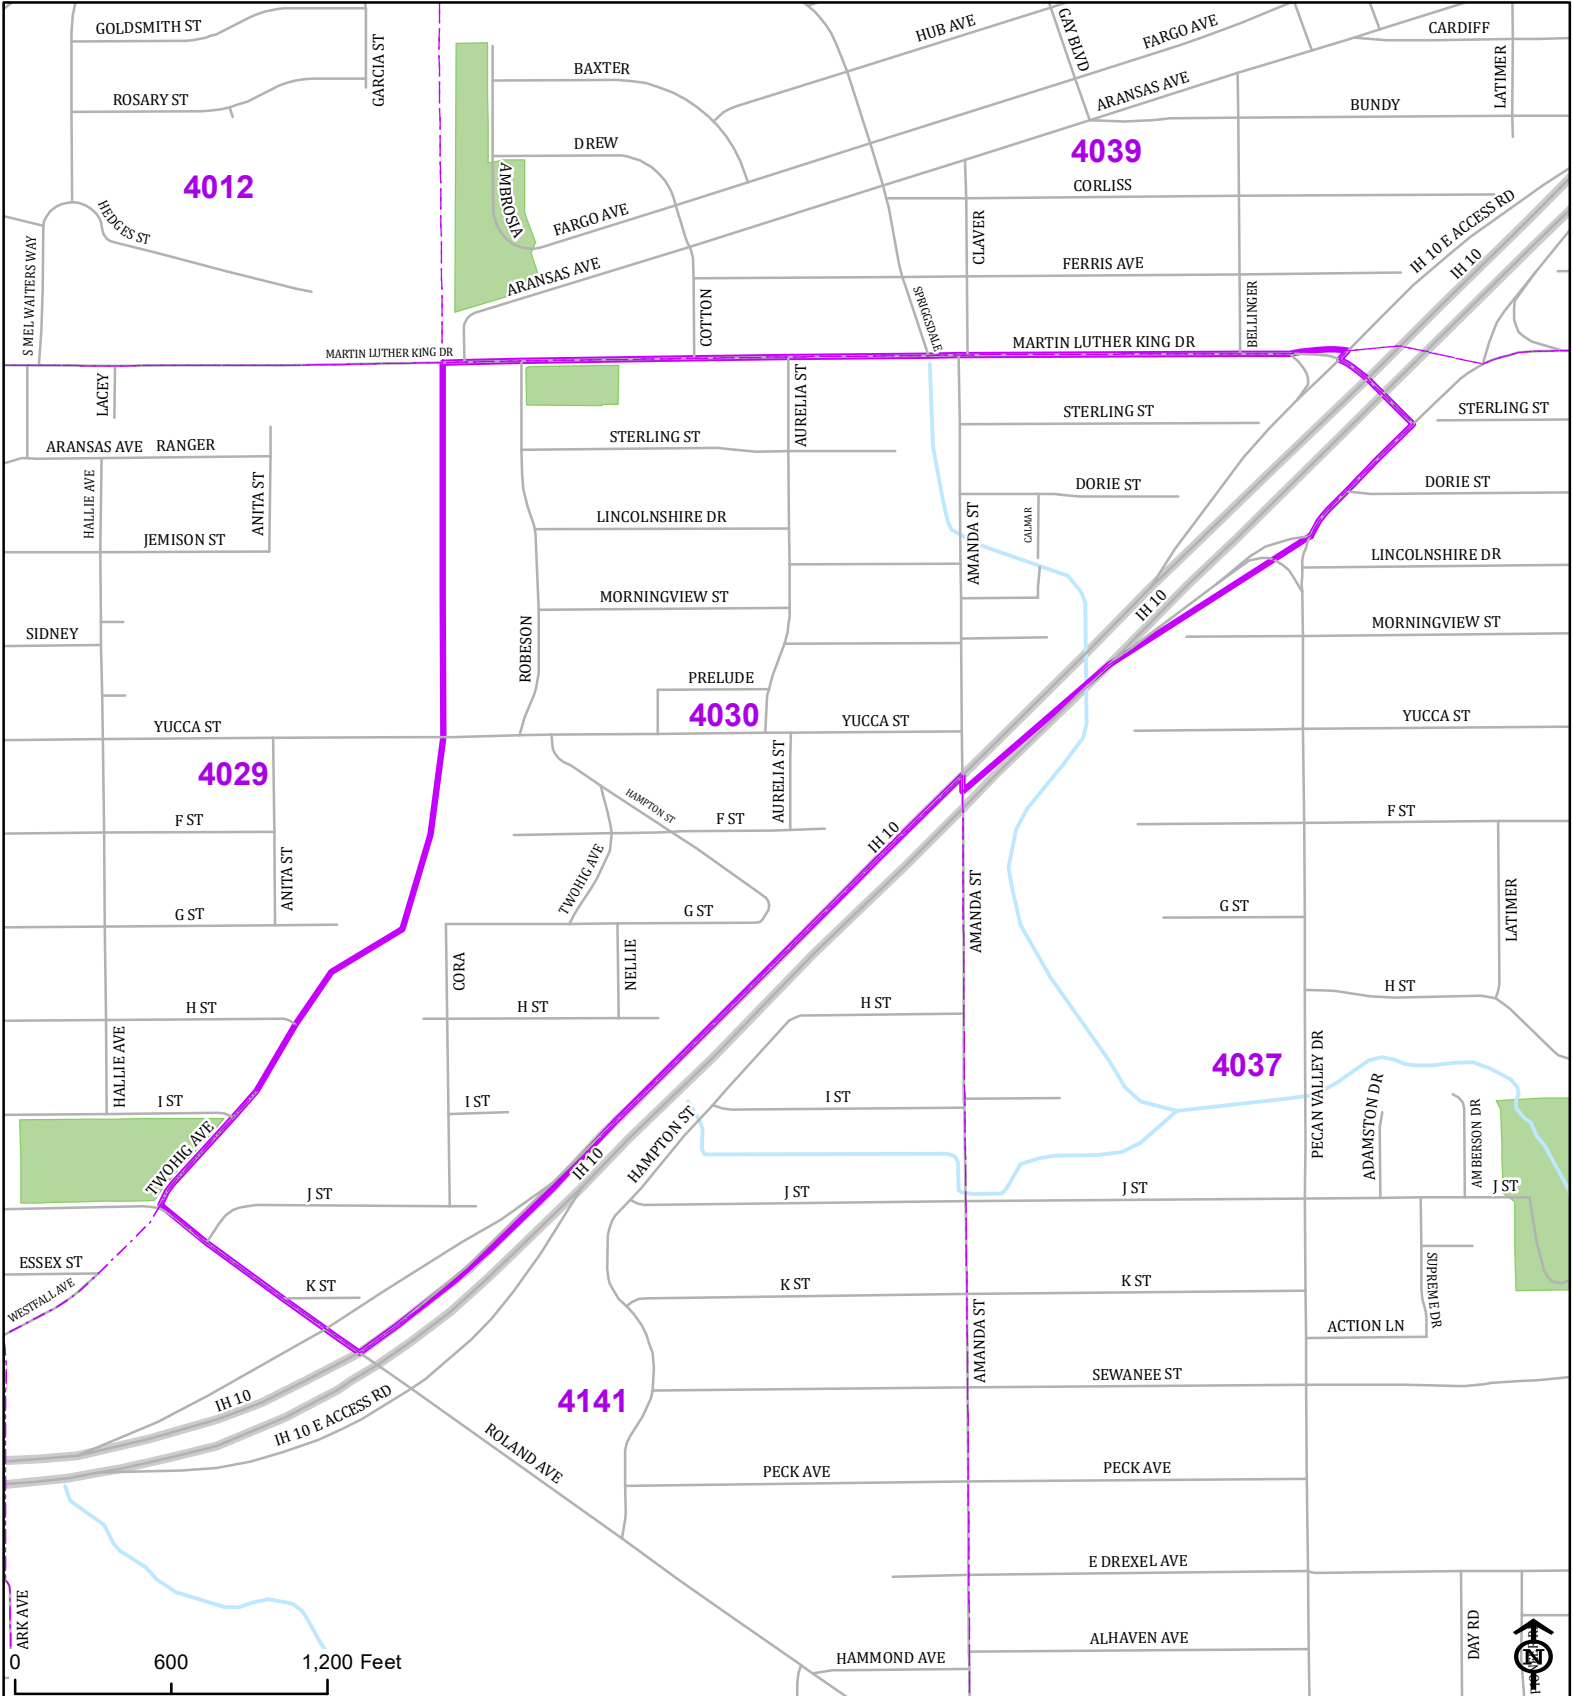 GOLDSMITH ST
GARCIA ST
ROSARY ST
BAXTER
DREW
HUB AVE
GAY BLVD
FARGO AVE
CARDIFF
LATIMER
ARANSAS AVE
BUNDY
4012
4039
AMBROSIA
CORLISS
HEDGES ST
FARGO AVE
CLAVER
S MEL WAITERS WAY
ARANSAS AVE
FERRIS AVE
IH 10 E ACCESS RD
IH 10
COTTON
SPRIGGSDALE
BELLINGER
MARTIN LUTHER KING DR
MARTIN LUTHER KING DR
LACEY
AURELIA ST
STERLING ST
STERLING ST
STERLING ST
ARANSAS AVE
RANGER
HALLIE AVE
ANITA ST
DORIE ST
DORIE ST
LINCOLNSHIRE DR
AMANDA ST
CALMAR
JEMISON ST
LINCOLNSHIRE DR
MORNINGVIEW ST
IH 10
MORNINGVIEW ST
SIDNEY
ROBESON
PRELUDE
4030
YUCCA ST
YUCCA ST
YUCCA ST
4029
AURELIA ST
HAMPTON ST
F ST
F ST
F ST
IH 10
ANITA ST
TWOHIG AVE
AMANDA ST
G ST
G ST
G ST
LATIMER
CORA
NELLIE
H ST
H ST
H ST
H ST
HALLIE AVE
4037
PECAN VALLEY DR
I ST
I ST
I ST
TWOHIG AVE
IH 10
HAMPTON ST
ADAMSTON DR
AMBERSON DR
J ST
J ST
J ST
J ST
ESSEX ST
WESTFALL AVE
K ST
K ST
K ST
SUPREME DR
AMANDA ST
ACTION LN
SEWANEE ST
IH 10
IH 10 E ACCESS RD
4141
ROLAND AVE
PECK AVE
PECK AVE
E DREXEL AVE
ARK AVE
ALHAVEN AVE
DAY RD
HAMMOND AVE
N
0 600 1,200 Feet